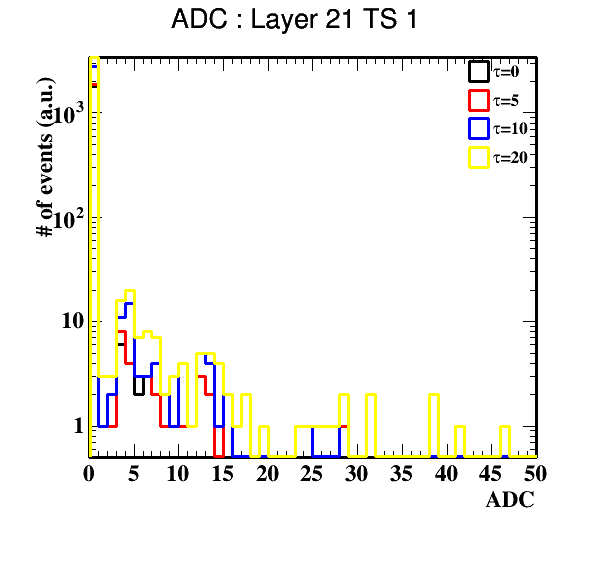 ADC : Layer 21 TS 1
# of events (a.u.)
10³
10²
10
1
τ=0
τ=5
τ=10
τ=20
0 5 10 15 20 25 30 35 40 45 50
ADC